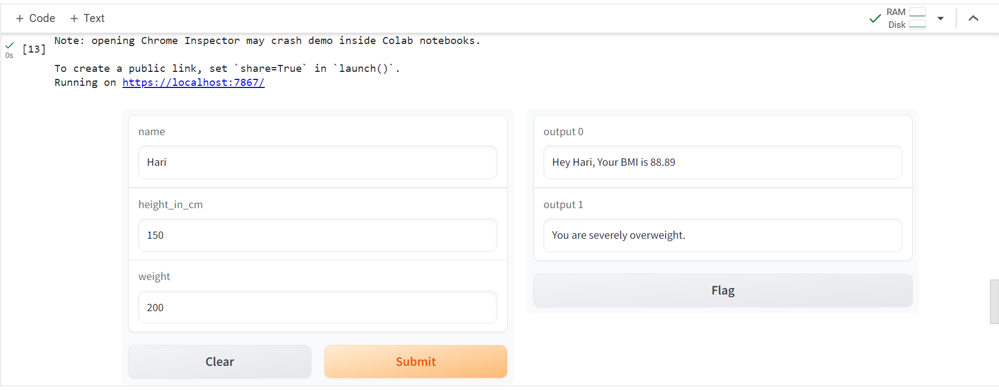 + Code + Text
RAM
Disk
0s
[13]
Note: opening Chrome Inspector may crash demo inside Colab notebooks.
To create a public link, set `share=True` in `launch()`.
Running on https://localhost:7867/
name
Hari
height_in_cm
150
weight
200
Clear
Submit
output 0
Hey Hari, Your BMI is 88.89
output 1
You are severely overweight.
Flag